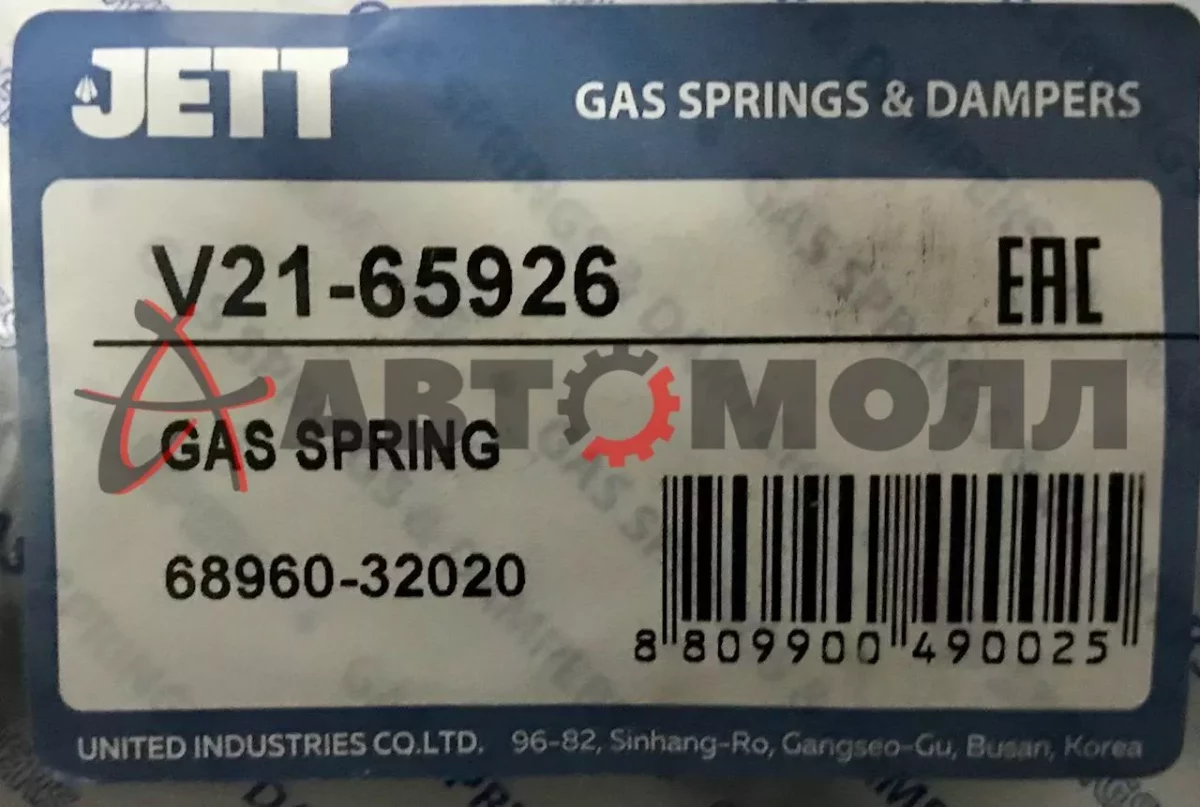 JETT
GAS SPRINGS & DAMPERS
V21-65926
EAC
АВТОМОЛЛ
GAS SPRING
68960-32020
8 809900 490025
UNITED INDUSTRIES CO.LTD. 96-82, Sinhang-Ro, Gangseo-Gu, Busan, Korea